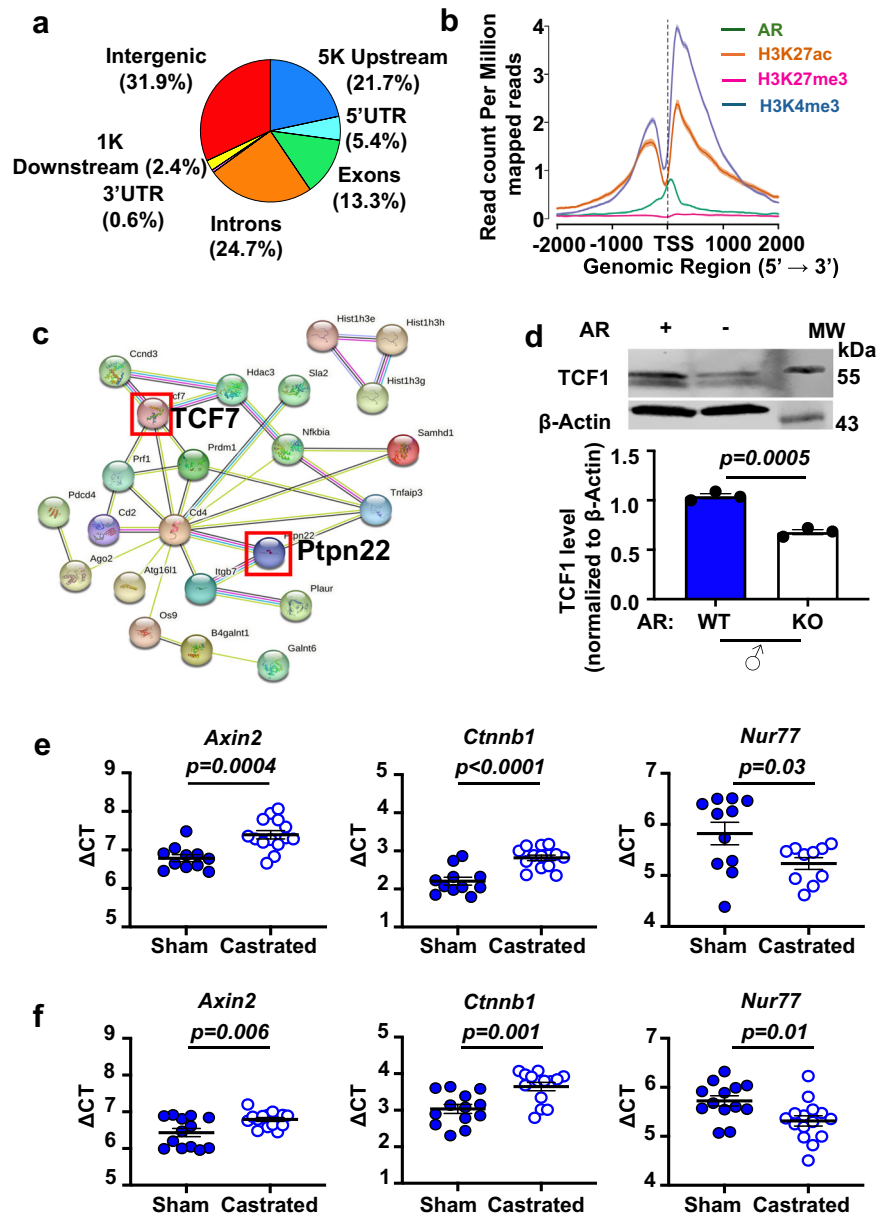 a
Intergenic
(31.9%)
5K Upstream
(21.7%)
5'UTR
(5.4%)
1K
Downstream (2.4%)
3'UTR
(0.6%)
Exons
(13.3%)
Introns
(24.7%)
b
Read count Per Million
mapped reads
4
3
2
1
0
-2000 -1000 TSS 1000 2000
Genomic Region (5' → 3')
AR
H3K27ac
H3K27me3
H3K4me3
c
Hist1h3e
Hist1h3h
Hist1h3g
Ccnd3
Hdac3
Sla2
cf7
TCF7
Nfkbia
Samhd1
Prdm1
Prf1
Pdcd4
Tnfaip3
Cd2
Cd4
Ptpn22
Ago2
Atg16l1
Itgb7
Plaur
Os9
B4galnt1
Galnt6
d
AR + - MW
kDa
TCF1 55
β-Actin 43
p=0.0005
TCF1 level
(normalized to β-Actin)
1.5
1.0
0.5
0.0
AR: WT KO
♂
e
Axin2
p=0.0004
ΔCT
9
8
7
6
5
Sham Castrated
Ctnnb1
p<0.0001
ΔCT
5
4
3
2
1
Sham Castrated
Nur77
p=0.03
ΔCT
7
6
5
4
Sham Castrated
f
Axin2
p=0.006
ΔCT
9
8
7
6
5
Sham Castrated
Ctnnb1
p=0.001
ΔCT
5
4
3
2
1
Sham Castrated
Nur77
p=0.01
ΔCT
7
6
5
4
Sham Castrated